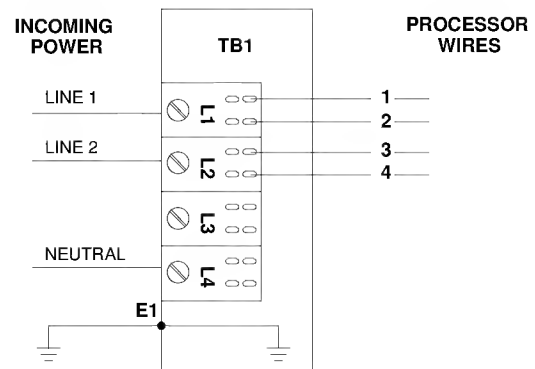 INCOMING
POWER
TB1
PROCESSOR
WIRES
LINE 1
L1
1
2
LINE 2
L2
3
4
L3
NEUTRAL
L4
E1